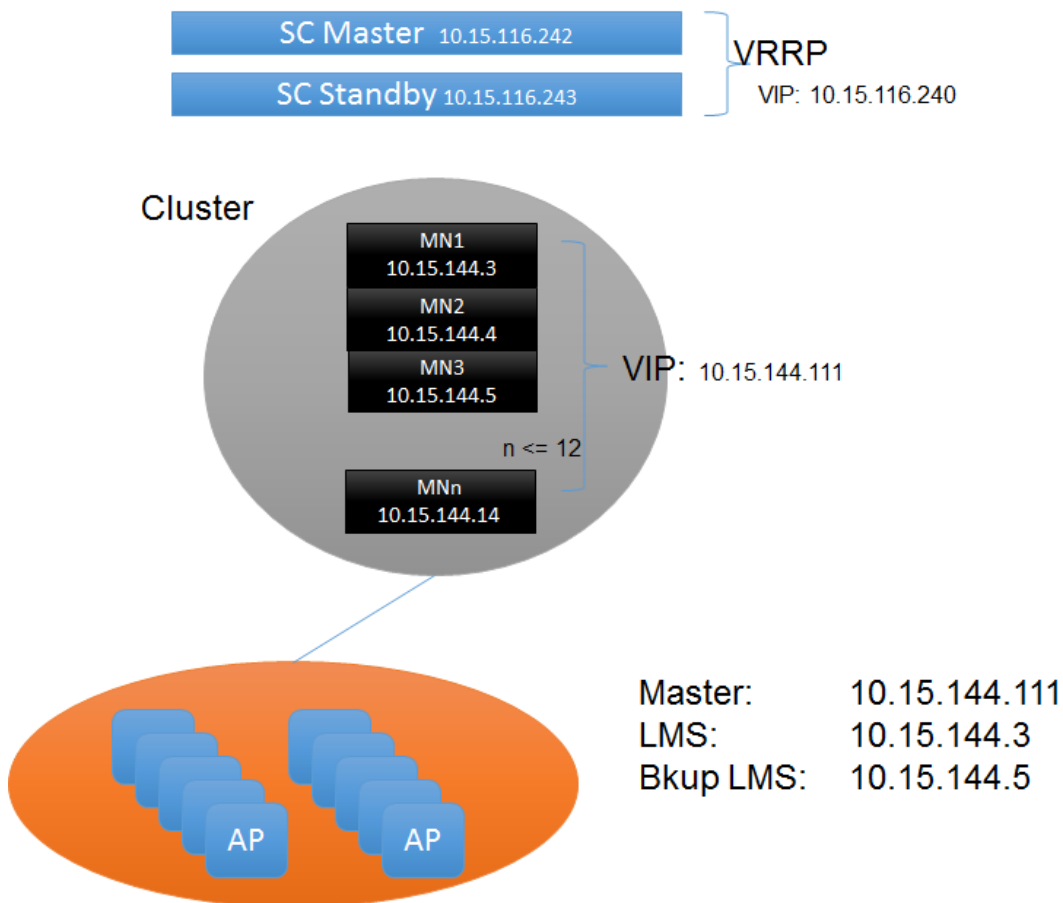 SC Master 10.15.116.242
SC Standby 10.15.116.243
VRRP
VIP: 10.15.116.240
Cluster
MN1
10.15.144.3
MN2
10.15.144.4
MN3
10.15.144.5
VIP: 10.15.144.111
n <= 12
MNn
10.15.144.14
Master: 10.15.144.111
LMS: 10.15.144.3
Bkup LMS: 10.15.144.5
AP
AP